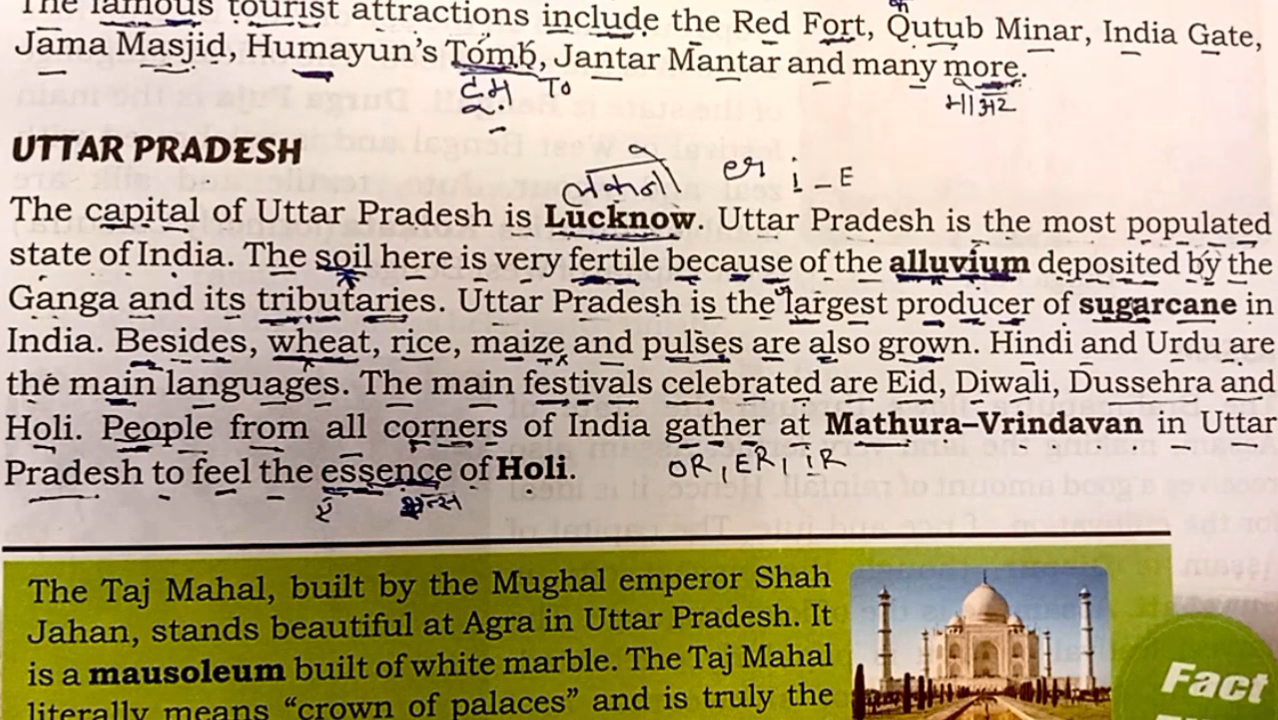 The famous tourist attractions include the Red Fort, Qutub Minar, India Gate,
Jama Masjid, Humayun's Tomb, Jantar Mantar and many more.
To
UTTAR PRADESH
i – E
The capital of Uttar Pradesh is Lucknow. Uttar Pradesh is the most populated
state of India. The soil here is very fertile because of the alluvium deposited by the
Ganga and its tributaries. Uttar Pradesh is the largest producer of sugarcane in
India. Besides, wheat, rice, maize and pulses are also grown. Hindi and Urdu are
the main languages. The main festivals celebrated are Eid, Diwali, Dussehra and
Holi. People from all corners of India gather at Mathura–Vrindavan in Uttar
Pradesh to feel the essence of Holi.
OR, ER, IR
The Taj Mahal, built by the Mughal emperor Shah
Jahan, stands beautiful at Agra in Uttar Pradesh. It
is a mausoleum built of white marble. The Taj Mahal
literally means "crown of palaces" and is truly the
Fact